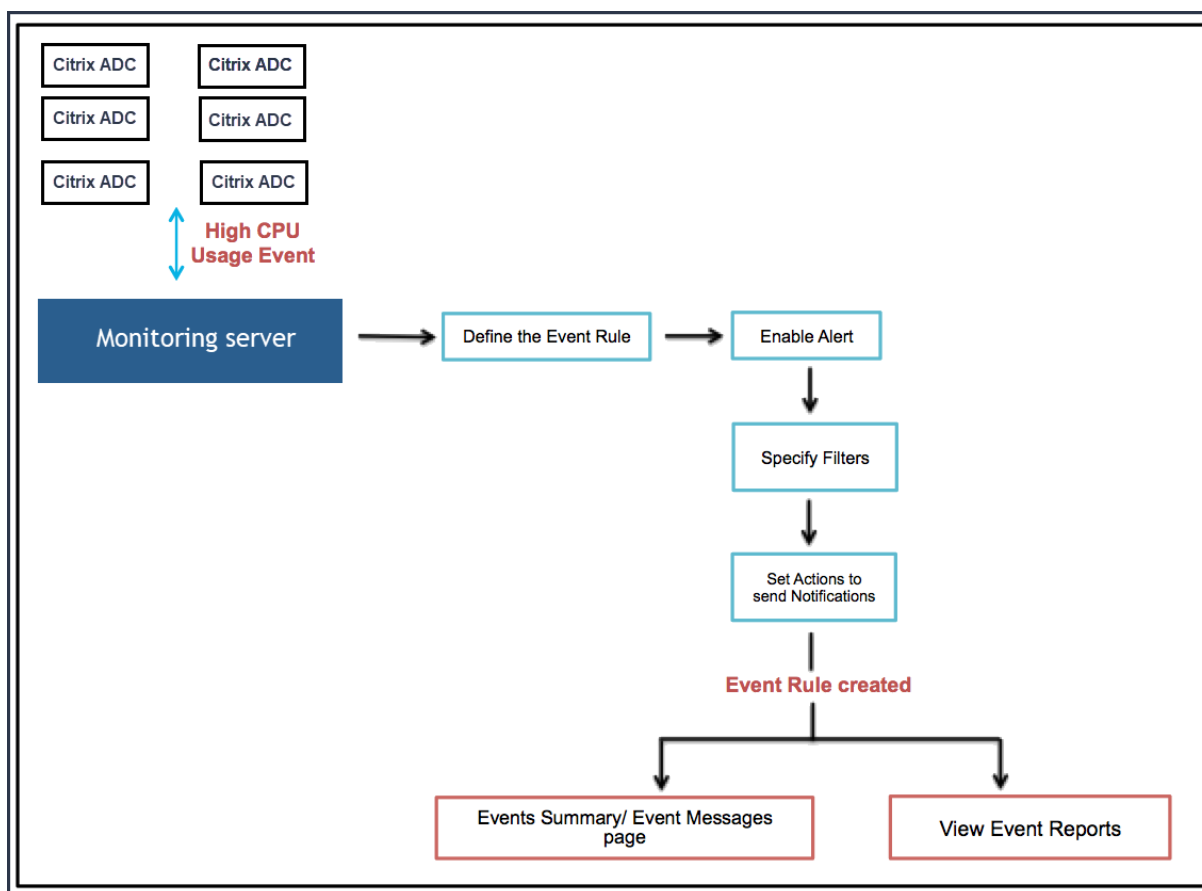 Citrix ADC
Citrix ADC
Citrix ADC
Citrix ADC
Citrix ADC
Citrix ADC
High CPU
Usage Event
Monitoring server
Define the Event Rule
Enable Alert
Specify Filters
Set Actions to
send Notifications
Event Rule created
Events Summary/ Event Messages
page
View Event Reports